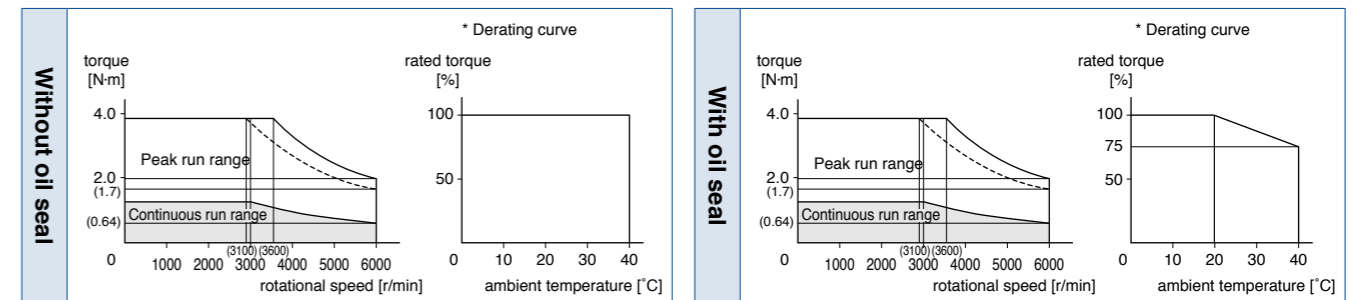 Without oil seal
* Derating curve
torque
[N·m]
rated torque
[%]
4.0
2.0
(1.7)
(0.64)
Peak run range
Continuous run range
(3100)(3600)
0
1000
2000
3000
4000
5000
6000
rotational speed [r/min]
100
50
0
10
20
30
40
ambient temperature [˚C]
With oil seal
* Derating curve
torque
[N·m]
rated torque
[%]
4.0
2.0
(1.7)
(0.64)
Peak run range
Continuous run range
(3100)(3600)
0
1000
2000
3000
4000
5000
6000
rotational speed [r/min]
100
75
50
0
10
20
30
40
ambient temperature [˚C]